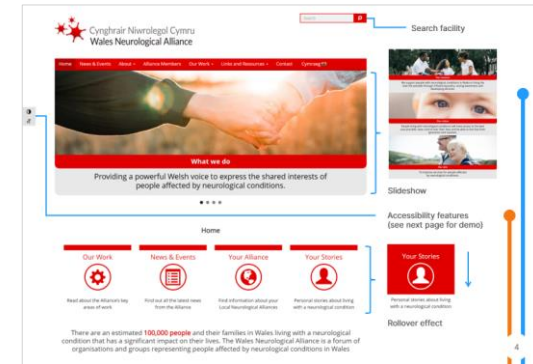 Cynghrair Niwrolegol Cymru
Wales Neurological Alliance
Search facility
Home News & Events About Alliance Members Our Work Links and Resources Contact Cymraeg
What we do
Providing a powerful Welsh voice to express the shared interests of
people affected by neurological conditions.
Slideshow
Accessibility features
(see next page for demo)
Home
Our Work
News & Events
Your Alliance
Your Stories
Read about the Alliance's key
areas of work
Find out all the latest news
from the Alliance
Find information about your
Local Neurological Alliances
Personal stories about living
with a neurological condition
Your Stories
Personal stories about living
with a neurological condition
Rollover effect
There are an estimated 100,000 people and their families in Wales living with a neurological
condition that has a significant impact on their lives. The Wales Neurological Alliance is a forum of
organisations and groups representing people affected by neurological conditions in Wales
4